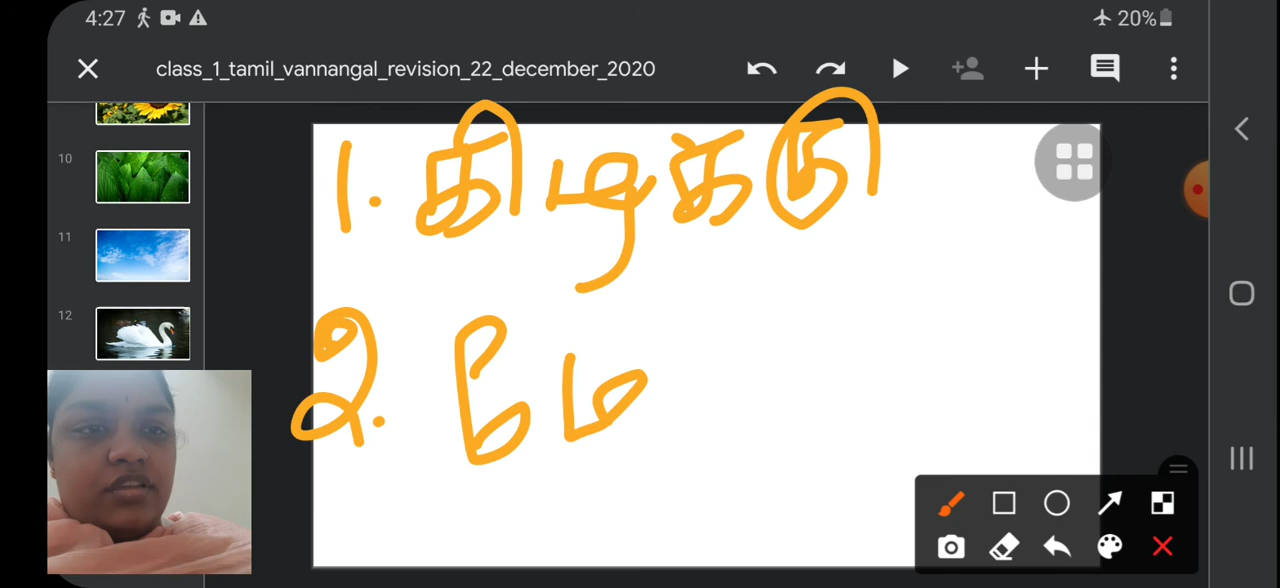 4:27
20%
class_1_tamil_vannangal_revision_22_december_2020
1. கிழக்கு
10
11
2. மே
12